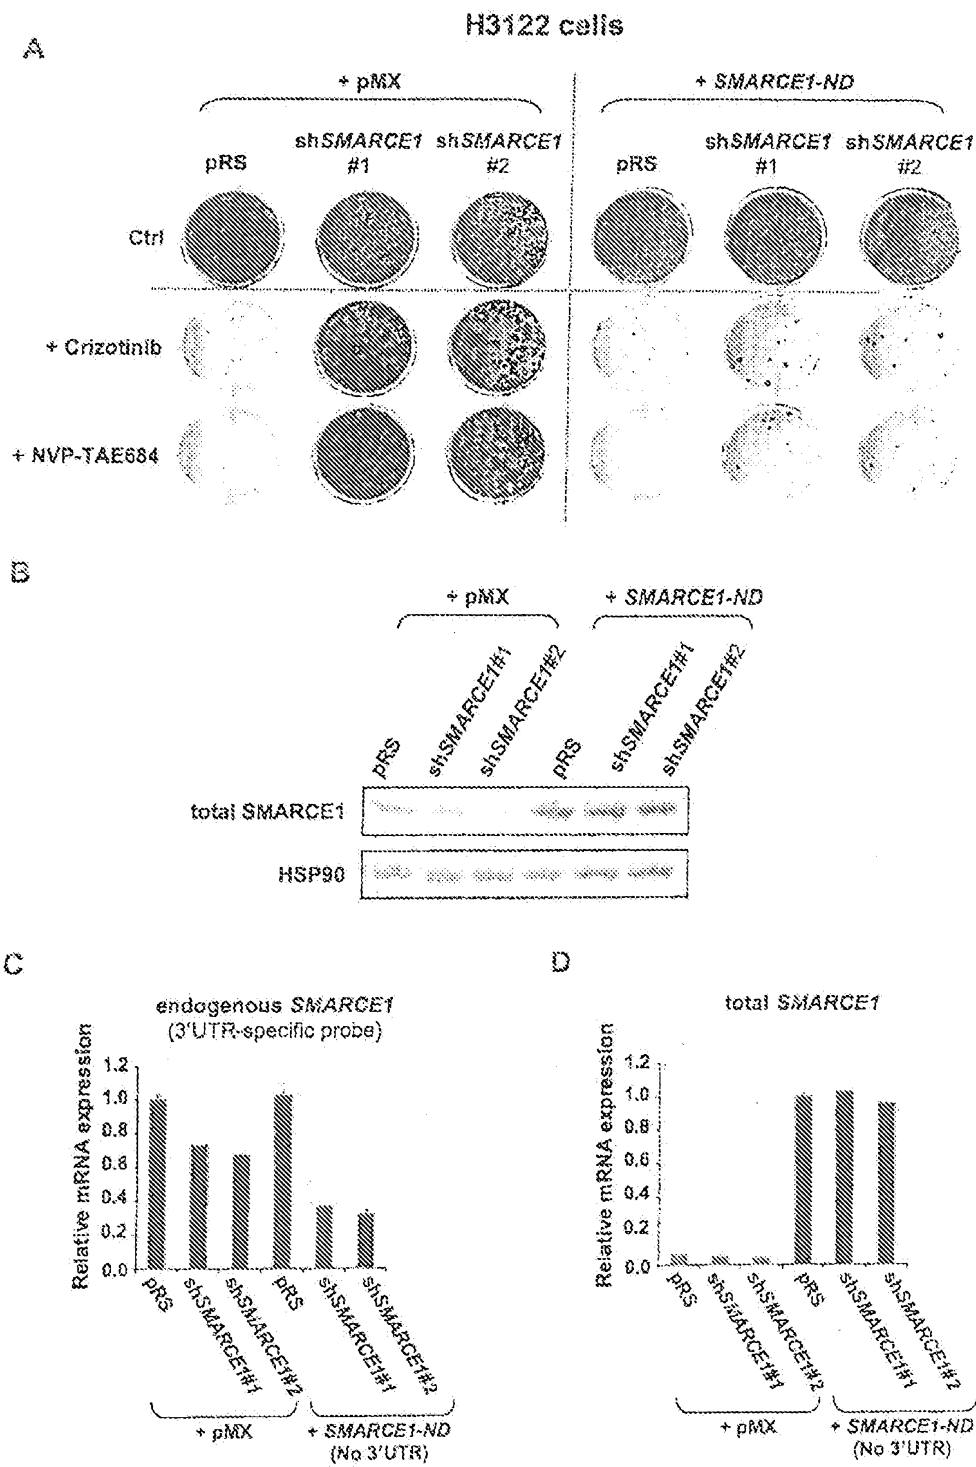 H3122 cells
A
+ pMX
+ SMARCE1-ND
pRS
shSMARCE1 #1
shSMARCE1 #2
pRS
shSMARCE1 #1
shSMARCE1 #2
Ctrl
+ Crizotinib
+ NVP-TAE684
B
+ pMX
+ SMARCE1-ND
pRS
shSMARCE1#1
shSMARCE1#2
pRS
shSMARCE1#1
shSMARCE1#2
total SMARCE1
HSP90
C
endogenous SMARCE1
(3'UTR-specific probe)
Relative mRNA expression
1.2
1.0
0.8
0.6
0.4
0.2
0.0
pRS
shSMARCE1#1
shSMARCE1#2
pRS
shSMARCE1#1
shSMARCE1#2
+ pMX
+ SMARCE1-ND
(No 3'UTR)
D
total SMARCE1
Relative mRNA expression
1.2
1.0
0.8
0.6
0.4
0.2
0.0
pRS
shSMARCE1#1
shSMARCE1#2
pRS
shSMARCE1#1
shSMARCE1#2
+ pMX
+ SMARCE1-ND
(No 3'UTR)